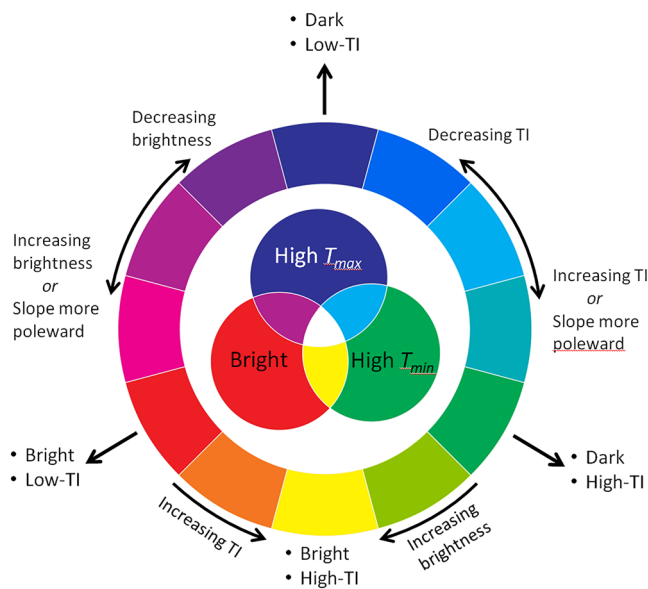 • Dark
• Low-TI
Decreasing
brightness
Decreasing TI
Increasing
brightness
or
Slope more
poleward
High Tmax
Bright
High Tmin
Increasing TI
or
Slope more
poleward
• Bright
• Low-TI
• Dark
• High-TI
Increasing TI
Increasing
brightness
• Bright
• High-TI